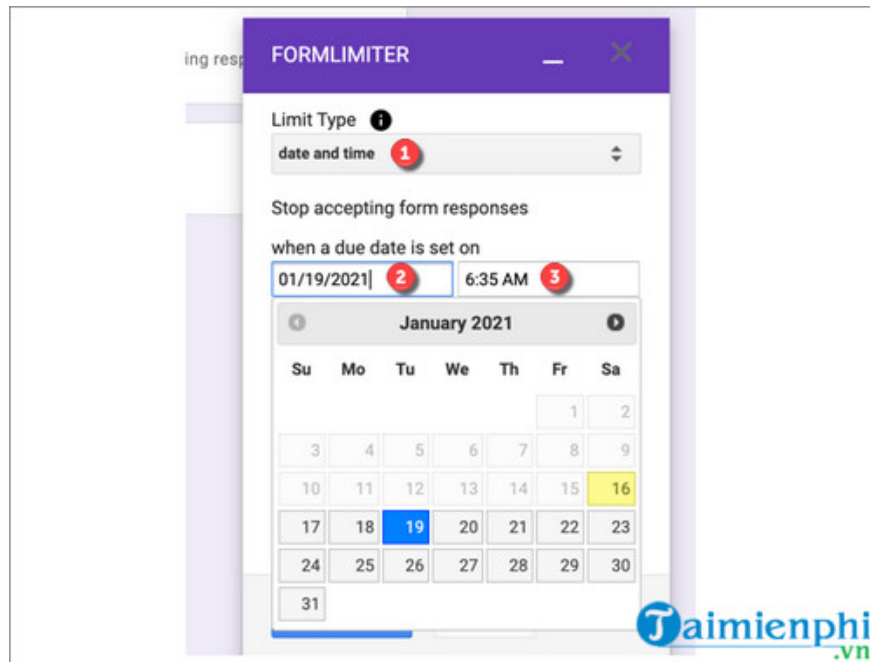 ing resp
FORMLIMITER
Limit Type
date and time 1
Stop accepting form responses
when a due date is set on
01/19/2021 2 6:35 AM 3
January 2021
Su Mo Tu We Th Fr Sa
1 2
3 4 5 6 7 8 9
10 11 12 13 14 15 16
17 18 19 20 21 22 23
24 25 26 27 28 29 30
31
Taimienphi
.vn